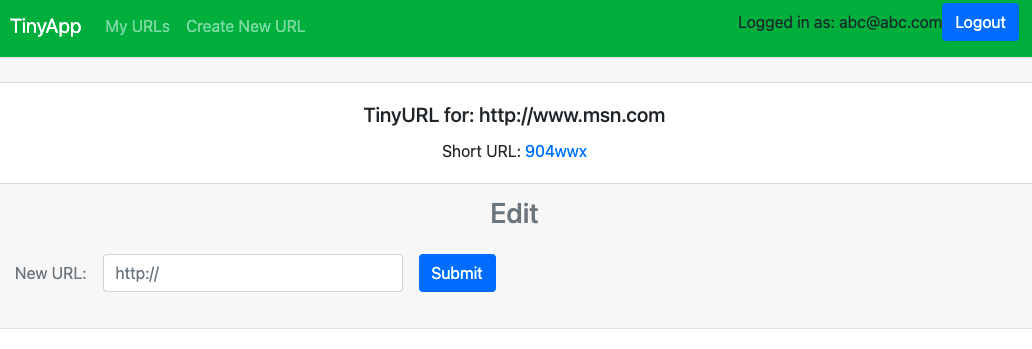 TinyApp My URLs Create New URL Logged in as: abc@abc.com Logout
TinyURL for: http://www.msn.com
Short URL: 904wwx
Edit
New URL: http:// Submit